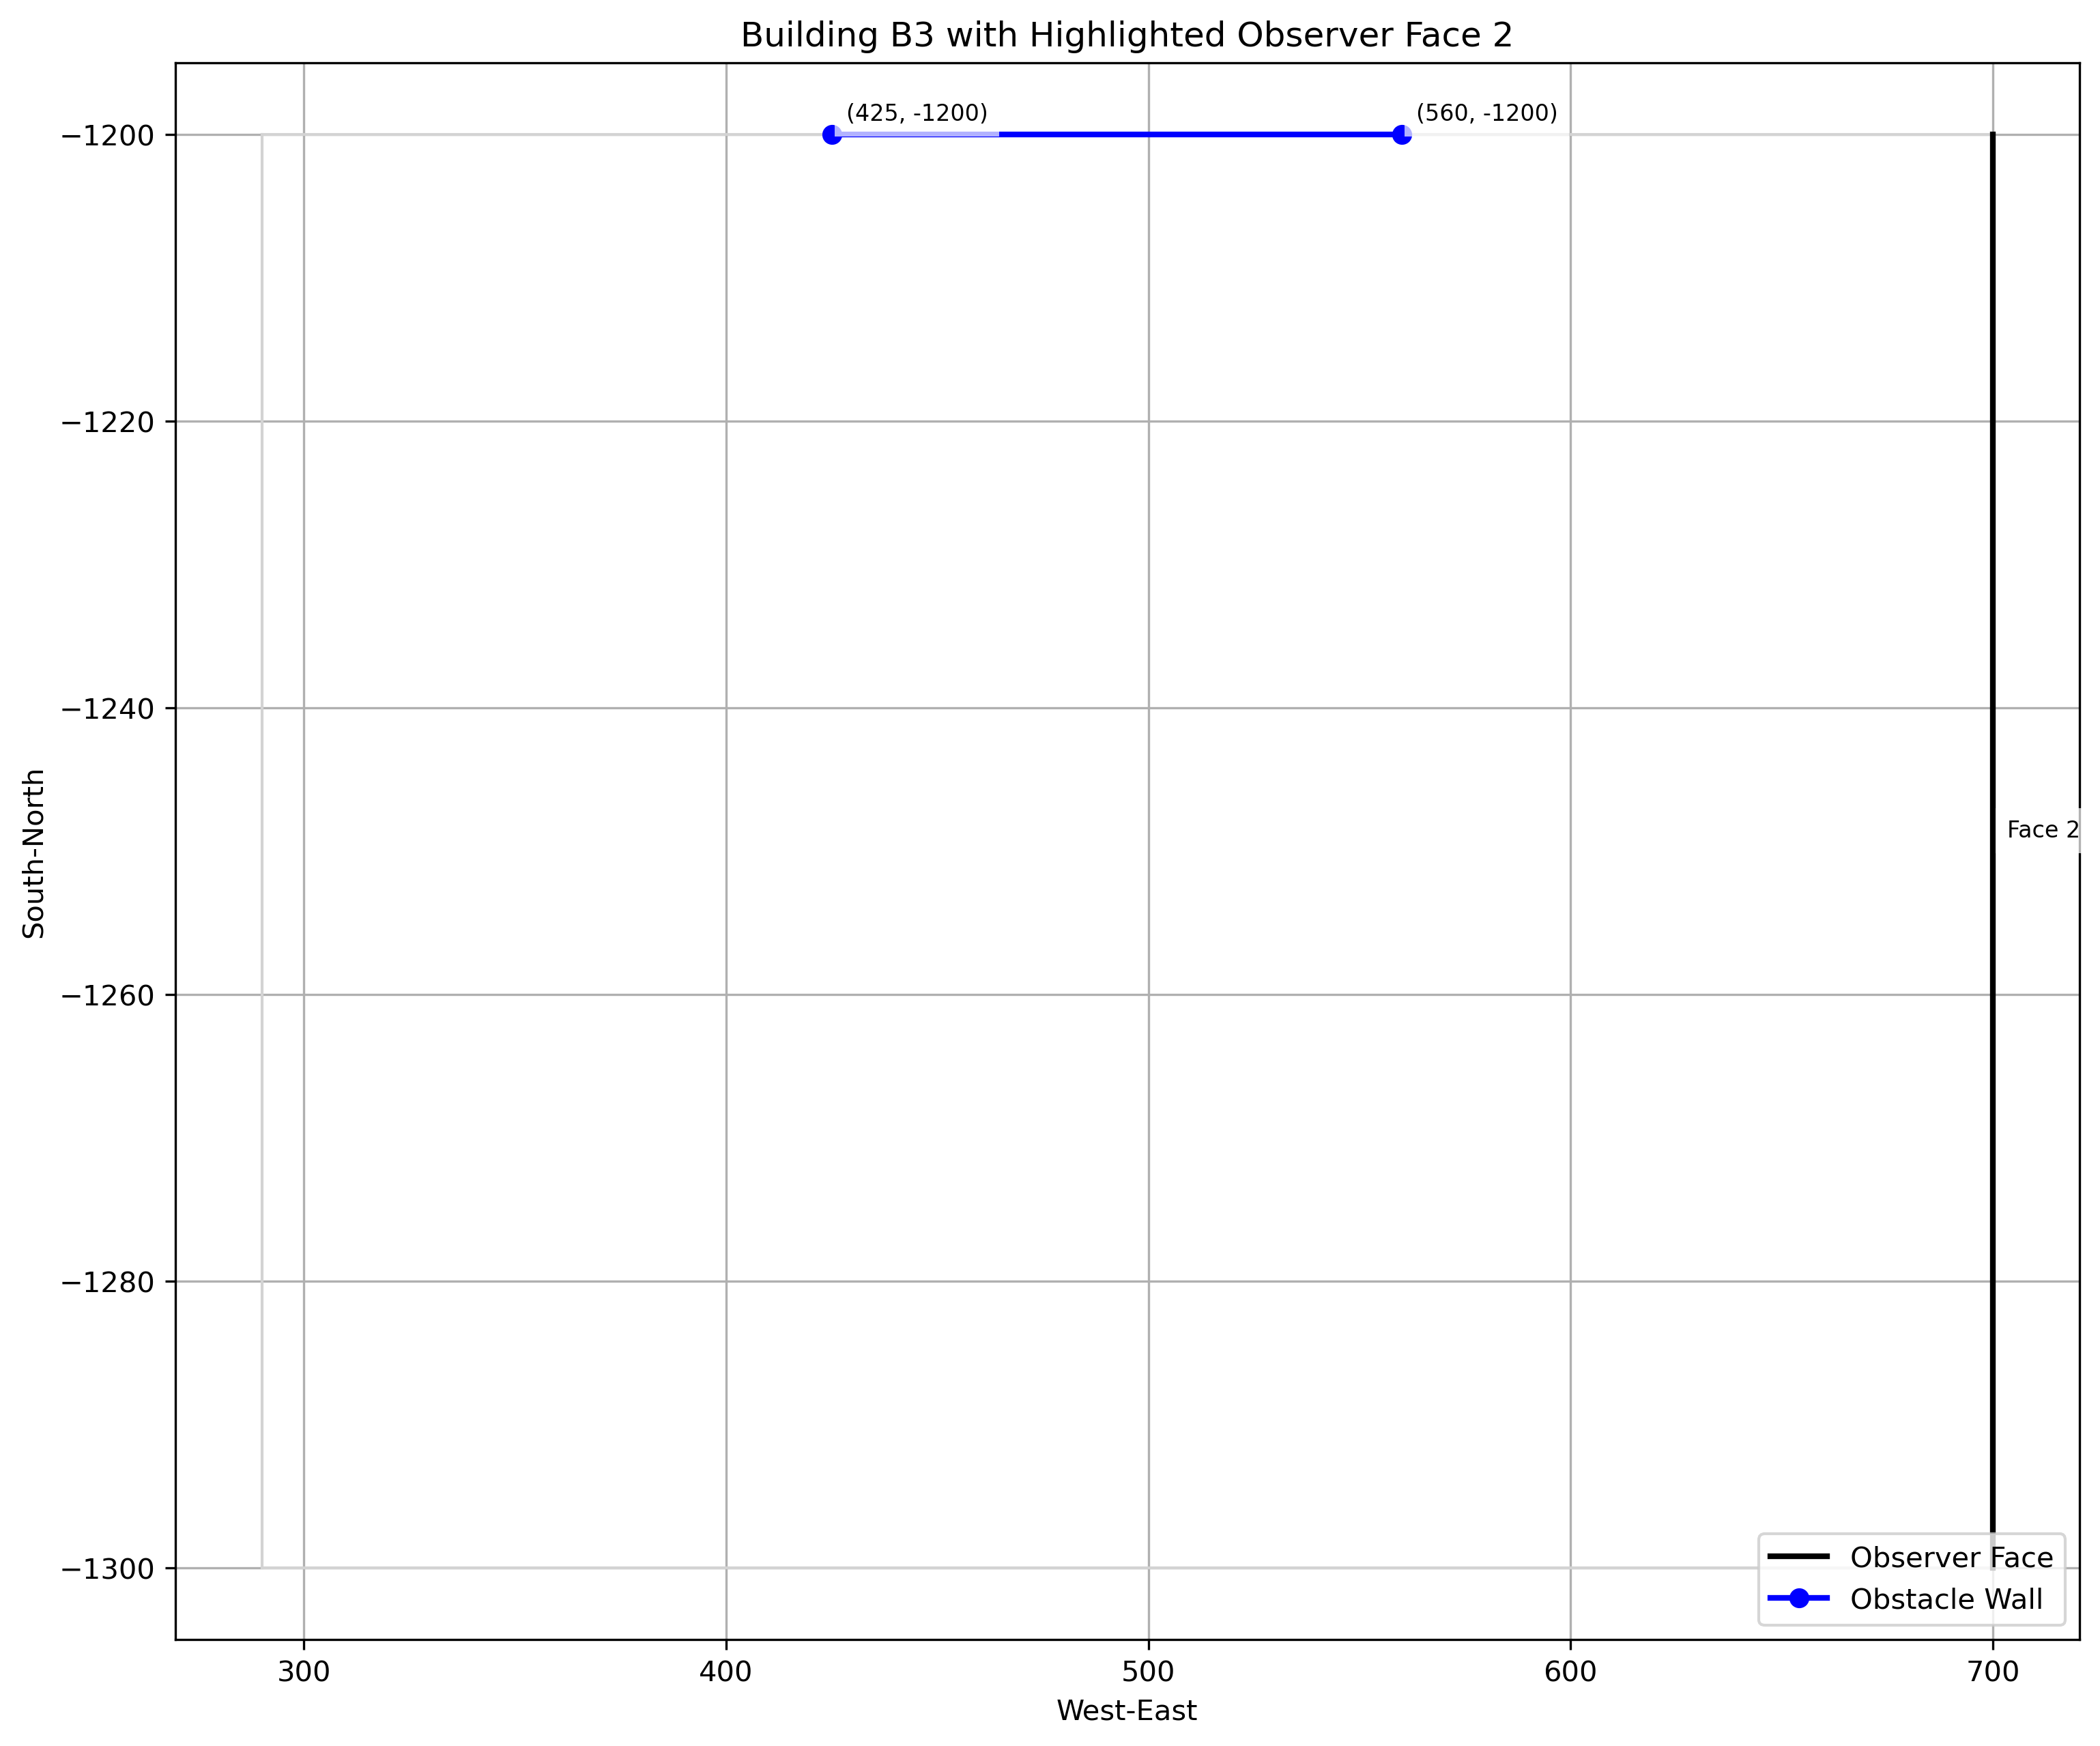 Building B3 with Highlighted Observer Face 2
(425, -1200)
(560, -1200)
−1200
−1220
−1240
−1260
−1280
−1300
South-North
Face 2
Observer Face
Obstacle Wall
300
400
500
600
700
West-East